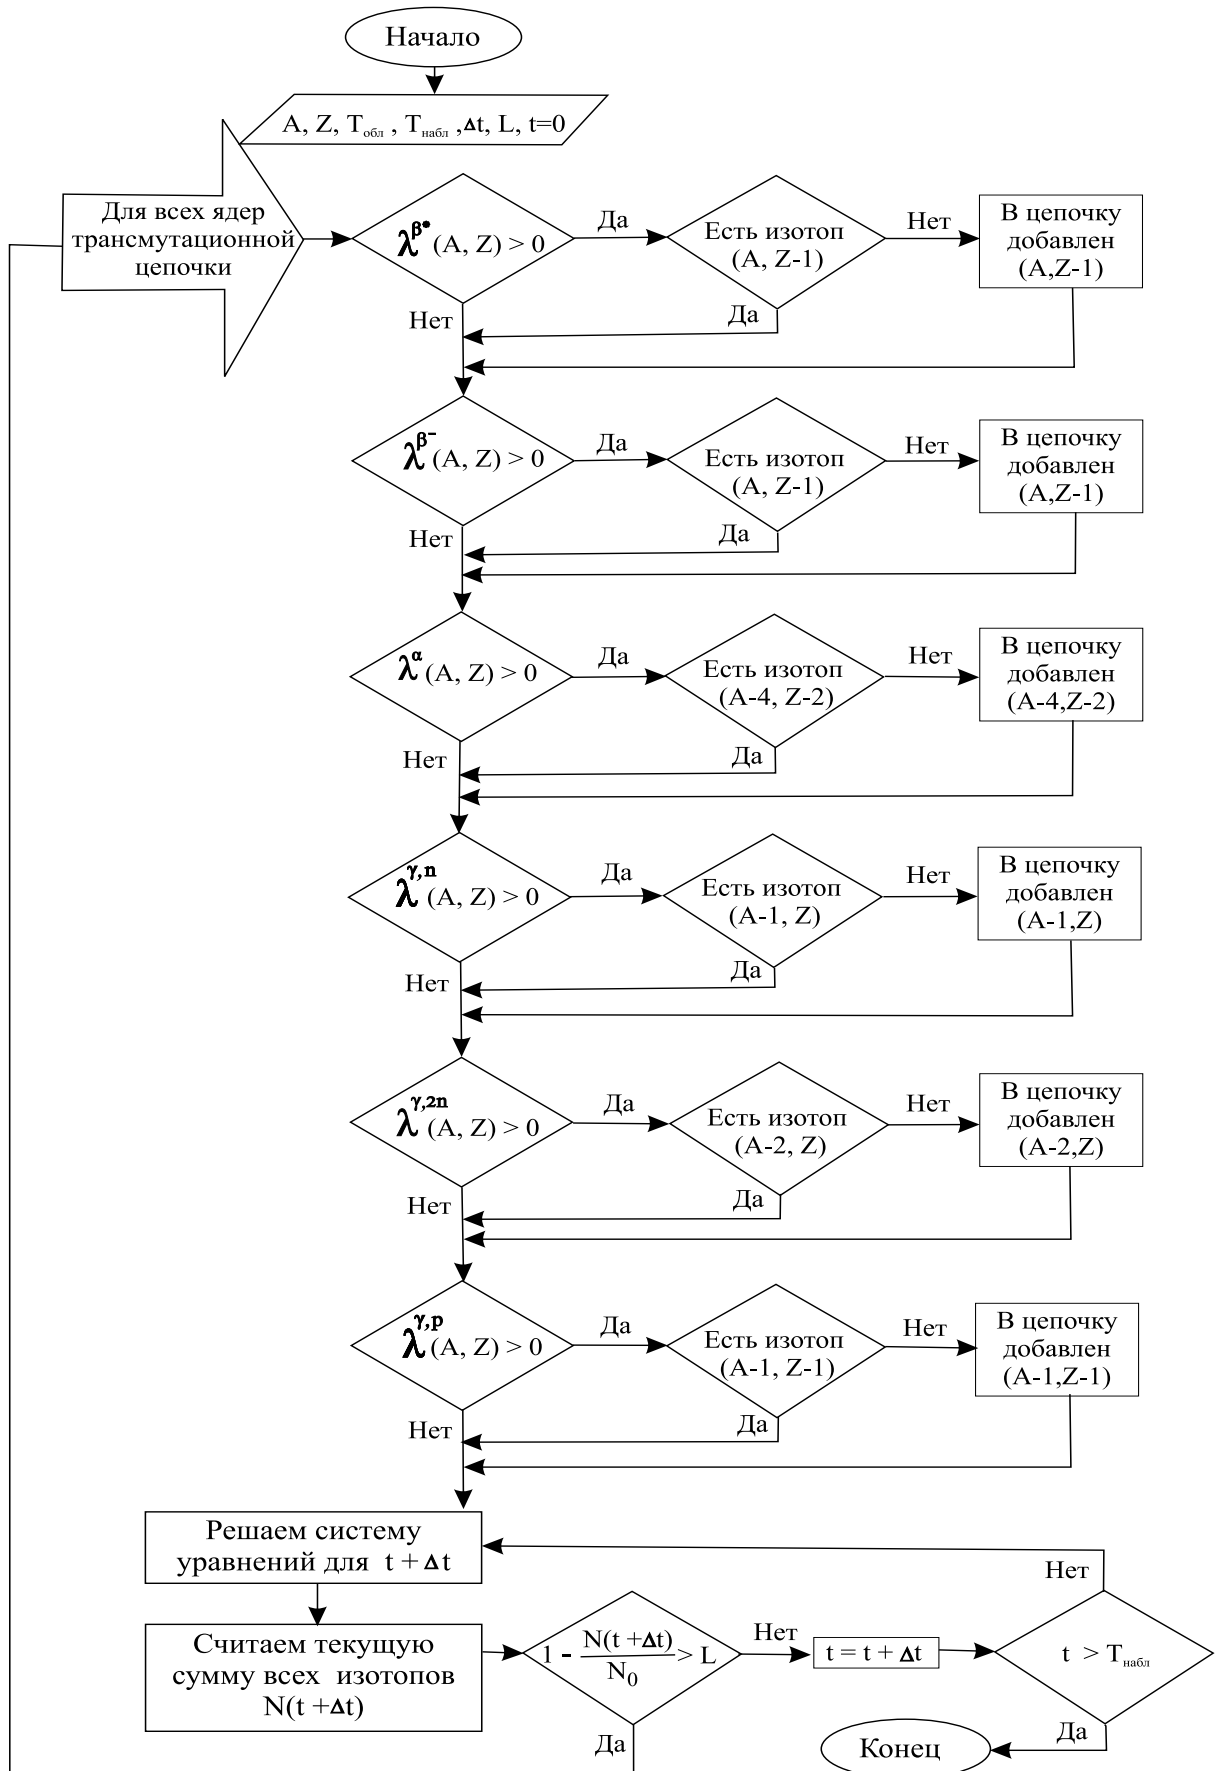 Начало
A, Z, Tобл , Tнабл ,Δt, L, t=0
Для всех ядер
трансмутационной
цепочки
λβ• (A, Z) > 0
Да
Есть изотоп
(A, Z-1)
Нет
В цепочку
добавлен
(A,Z-1)
Нет
Да
λβ− (A, Z) > 0
Да
Есть изотоп
(A, Z-1)
Нет
В цепочку
добавлен
(A,Z-1)
Нет
Да
λα (A, Z) > 0
Да
Есть изотоп
(A-4, Z-2)
Нет
В цепочку
добавлен
(A-4,Z-2)
Нет
Да
λγ,n (A, Z) > 0
Да
Есть изотоп
(A-1, Z)
Нет
В цепочку
добавлен
(A-1,Z)
Нет
Да
λγ,2n (A, Z) > 0
Да
Есть изотоп
(A-2, Z)
Нет
В цепочку
добавлен
(A-2,Z)
Нет
Да
λγ,p (A, Z) > 0
Да
Есть изотоп
(A-1, Z-1)
Нет
В цепочку
добавлен
(A-1,Z-1)
Нет
Да
Решаем систему
уравнений для t + Δt
Нет
Считаем текущую
сумму всех изотопов
N(t +Δt)
1 - N(t +Δt)/N0 > L
Нет
t = t + Δt
t > Tнабл
Да
Да
Конец